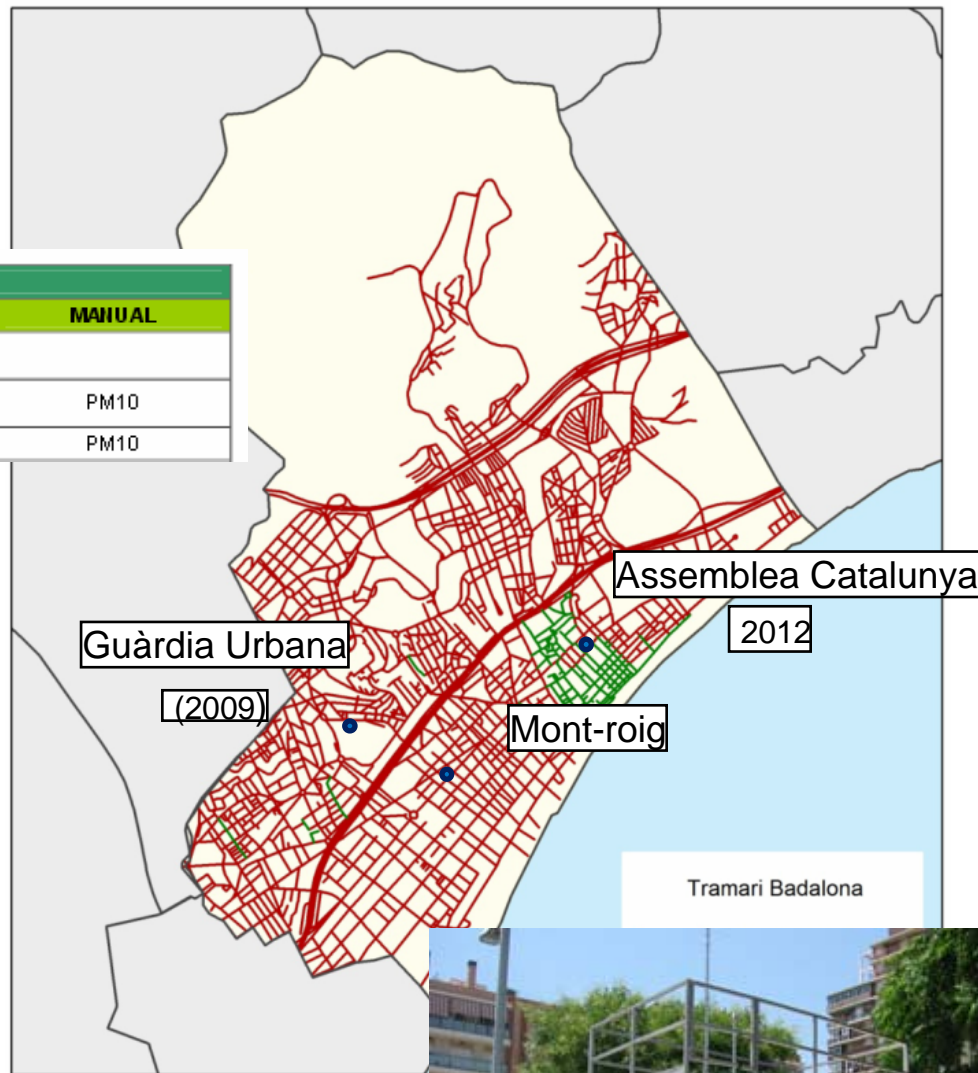 MANUAL
PM10
PM10
Assemblea Catalunya
2012
Guàrdia Urbana
(2009)
Mont-roig
Tramari Badalona